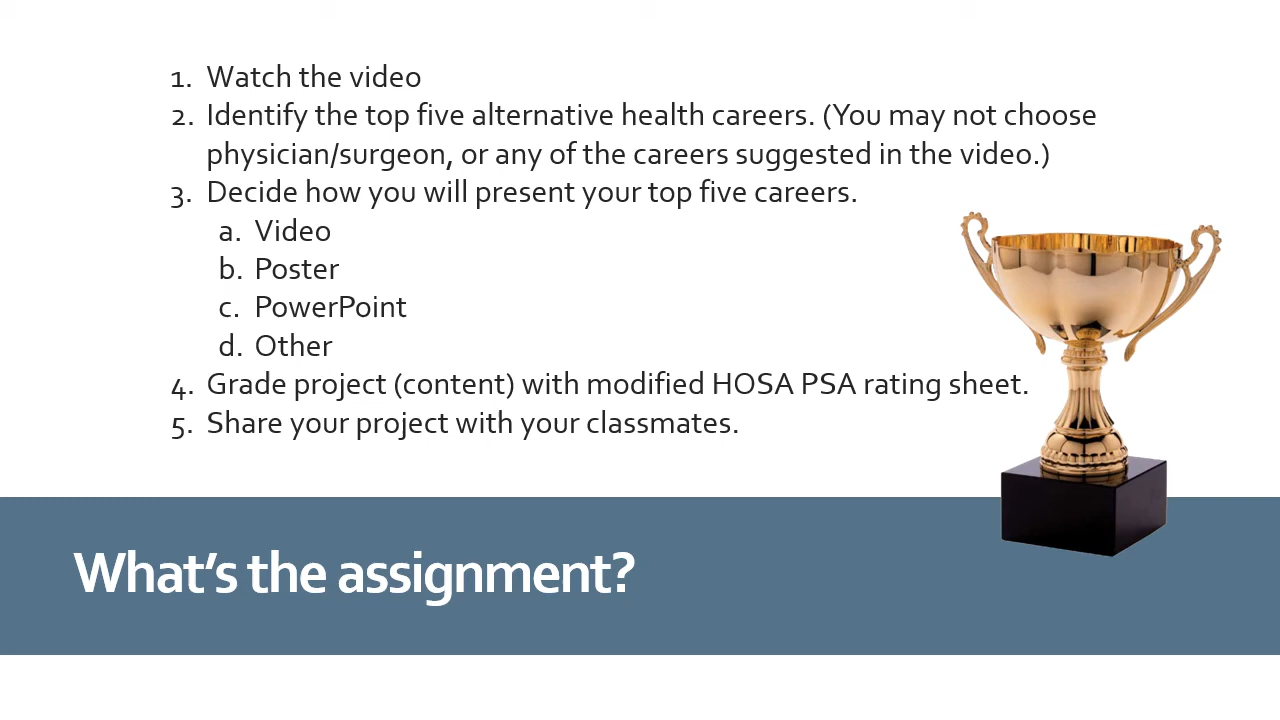 1. Watch the video
2. Identify the top five alternative health careers. (You may not choose
physician/surgeon, or any of the careers suggested in the video.)
3. Decide how you will present your top five careers.
a. Video
b. Poster
c. PowerPoint
d. Other
4. Grade project (content) with modified HOSA PSA rating sheet.
5. Share your project with your classmates.
What's the assignment?